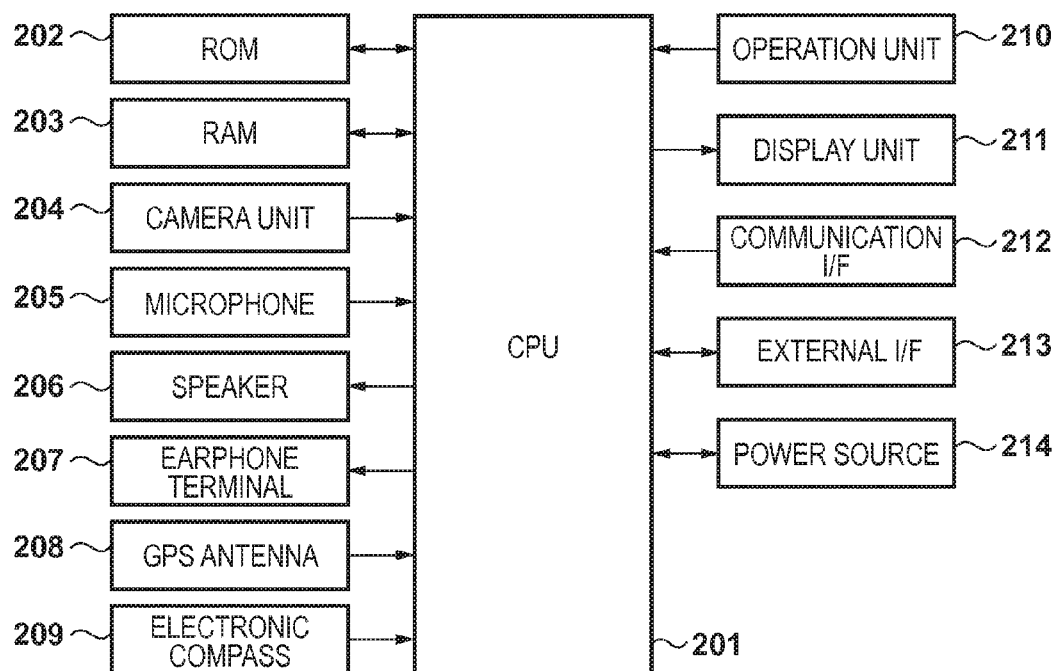 202
ROM
203
RAM
204
CAMERA UNIT
205
MICROPHONE
206
SPEAKER
207
EARPHONE
TERMINAL
208
GPS ANTENNA
209
ELECTRONIC
COMPASS
CPU
201
OPERATION UNIT
210
DISPLAY UNIT
211
COMMUNICATION
I/F
212
EXTERNAL I/F
213
POWER SOURCE
214